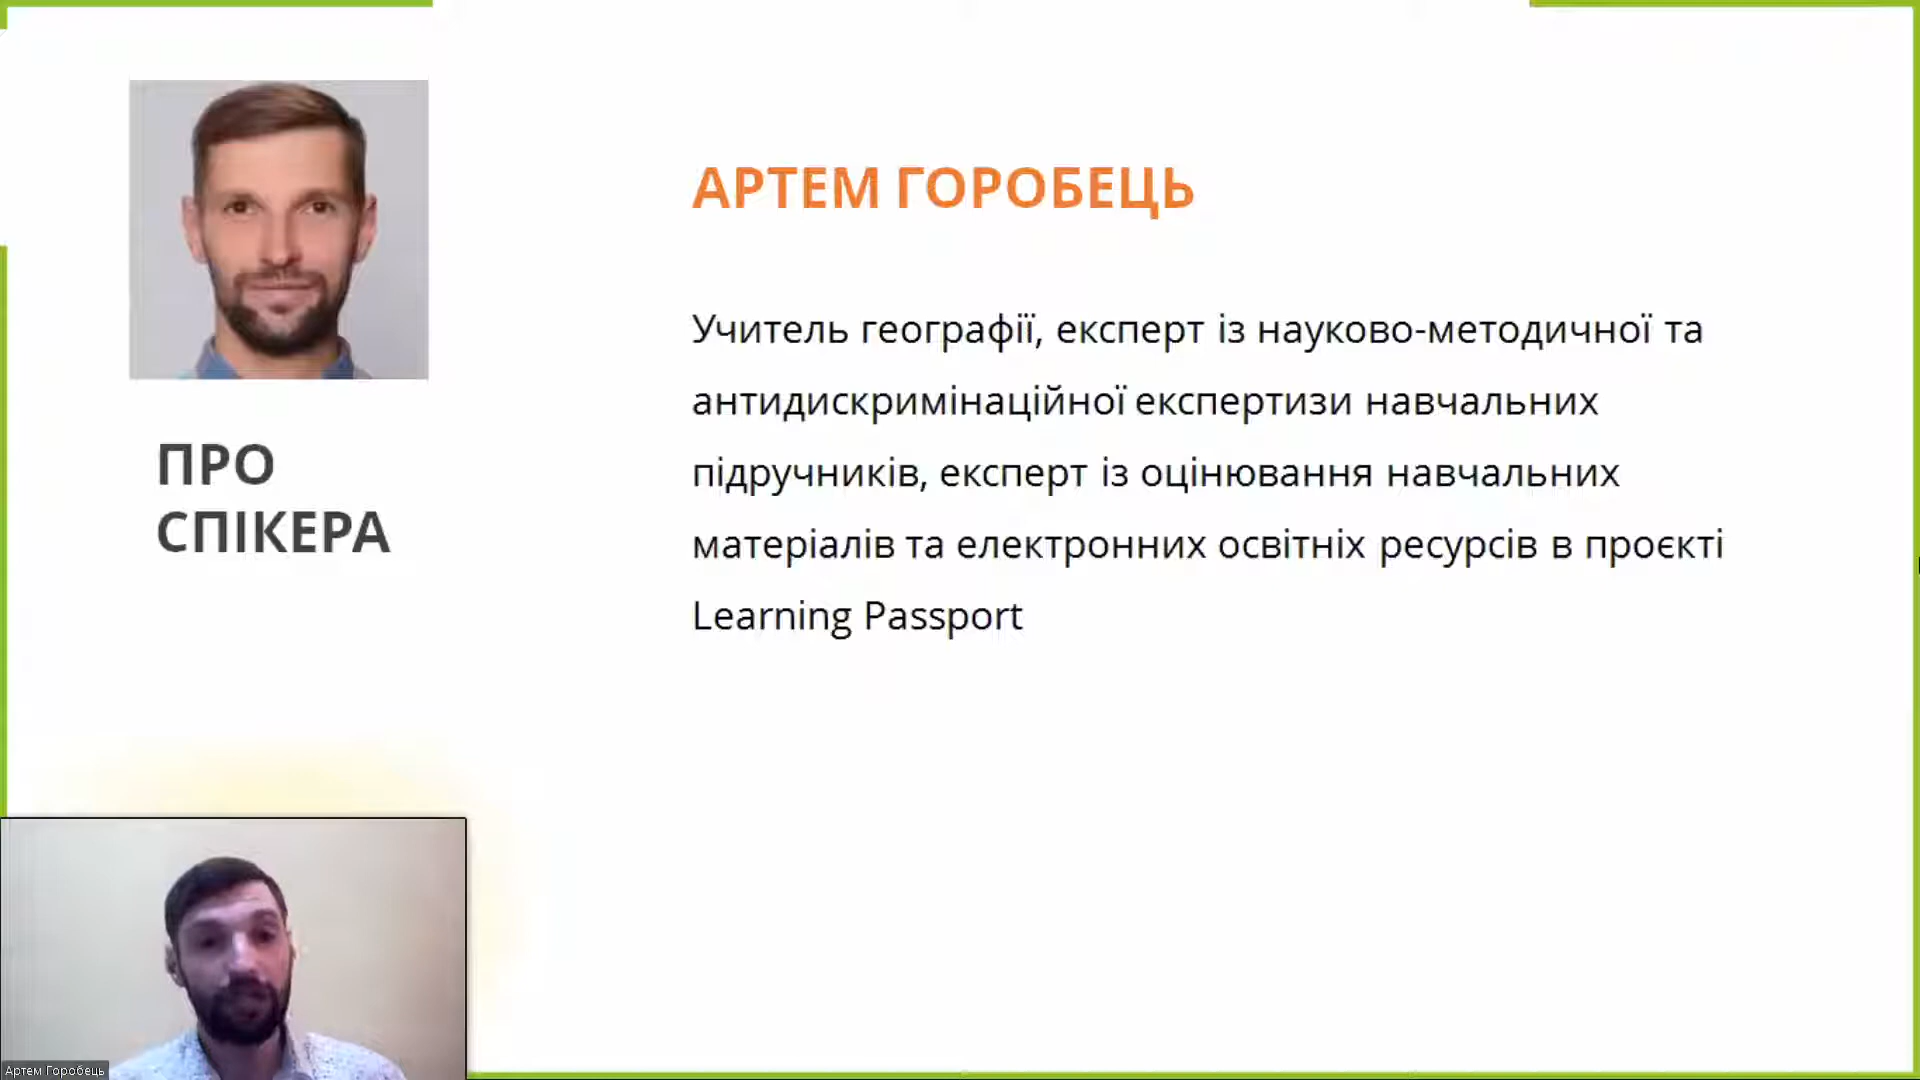 АРТЕМ ГОРОБЕЦЬ
Учитель географії, експерт із науково-методичної та
антидискримінаційної експертизи навчальних
підручників, експерт із оцінювання навчальних
матеріалів та електронних освітніх ресурсів в проєкті
Learning Passport
ПРО
СПІКЕРА
Артем Горобець